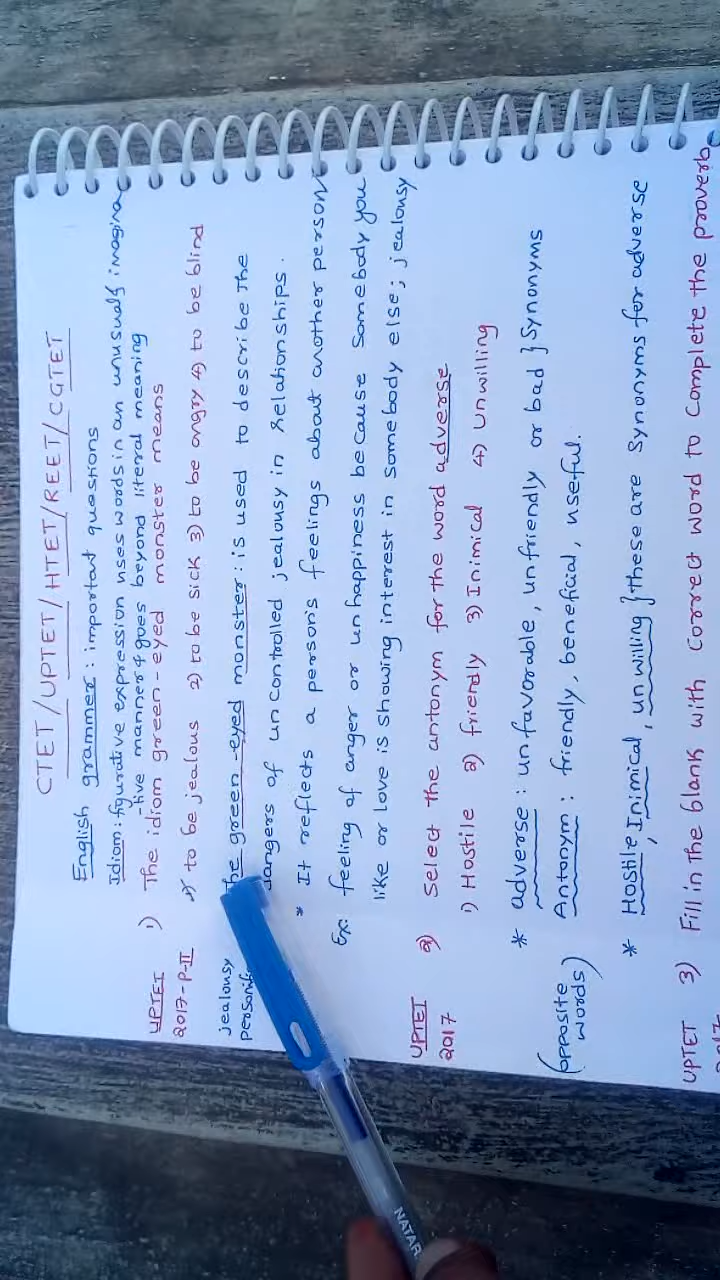 CTET/UPTET/HTET/REET/CGTET
English grammer: important questions
Idiom: figurative expression uses words in an unusual & imagina
-tive manner & goes beyond literal meaning
UPTET 1) The idiom green-eyed monster means
2017-P-II 1) to be jealous 2) to be sick 3) to be angry 4) to be blind
jealousy the green-eyed monster: is used to describe the
dangers of uncontrolled jealousy in relationships.
* It reflects a person's feelings about another person
Ex: feeling of anger or unhappiness because somebody you
like or love is showing interest in somebody else; jealousy
UPTET 2) Select the antonym for the word adverse
2017 1) Hostile 2) friendly 3) Inimical 4) Unwilling
* adverse: unfavorable, unfriendly or bad } Synonyms
(opposite words) Antonym: friendly, beneficial, useful.
* Hostile, Inimical, unwilling } these are synonyms for adverse
UPTET 3) Fill in the blank with correct word to complete the proverb
NATAR